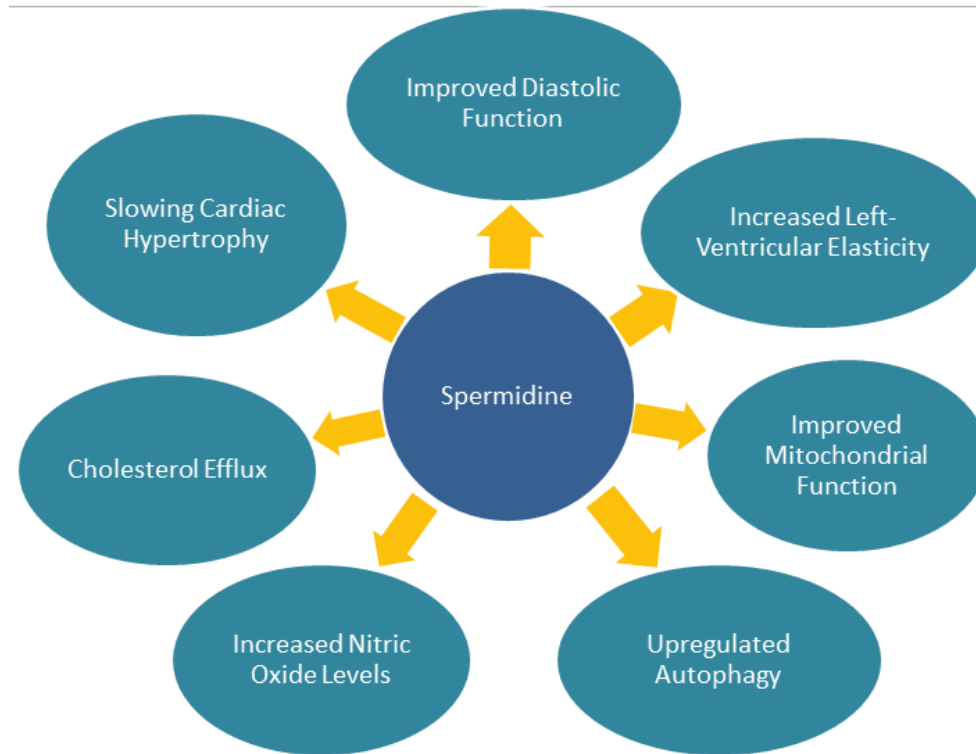 Improved Diastolic
Function
Increased Left-
Ventricular Elasticity
Improved
Mitochondrial
Function
Upregulated
Autophagy
Increased Nitric
Oxide Levels
Cholesterol Efflux
Slowing Cardiac
Hypertrophy
Spermidine